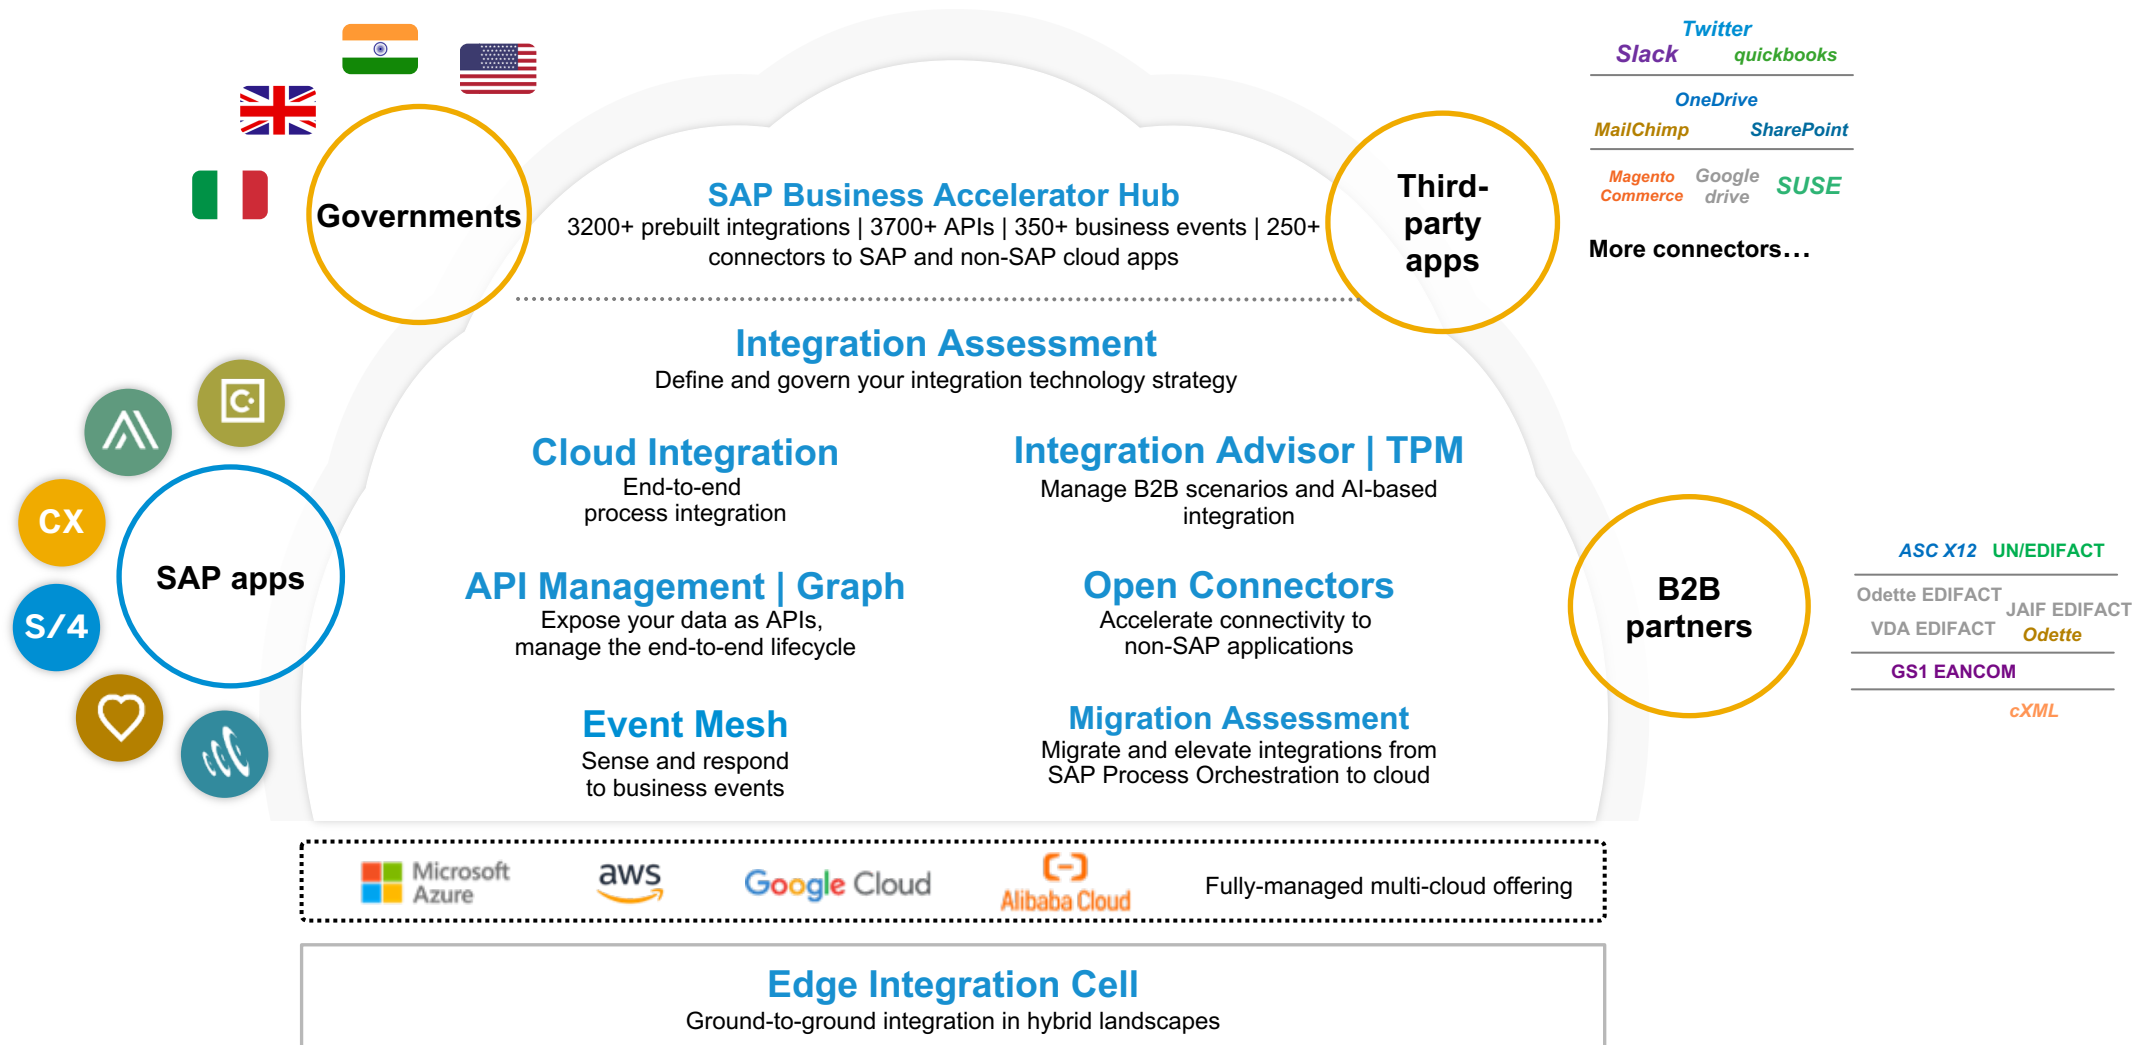 Twitter
Slack quickbooks
OneDrive
MailChimp SharePoint
Magento Google SUSE
Commerce drive
More connectors...
Governments
SAP Business Accelerator Hub
3200+ prebuilt integrations | 3700+ APIs | 350+ business events | 250+
connectors to SAP and non-SAP cloud apps
Third-
party
apps
Integration Assessment
Define and govern your integration technology strategy
Cloud Integration
End-to-end
process integration
Integration Advisor | TPM
Manage B2B scenarios and AI-based
integration
C
CX
S/4
SAP apps
API Management | Graph
Expose your data as APIs,
manage the end-to-end lifecycle
Open Connectors
Accelerate connectivity to
non-SAP applications
B2B
partners
ASC X12 UN/EDIFACT
Odette EDIFACT JAIF EDIFACT
VDA EDIFACT Odette
GS1 EANCOM
cXML
Event Mesh
Sense and respond
to business events
Migration Assessment
Migrate and elevate integrations from
SAP Process Orchestration to cloud
Microsoft
Azure
aws
Google Cloud
Alibaba Cloud
Fully-managed multi-cloud offering
Edge Integration Cell
Ground-to-ground integration in hybrid landscapes